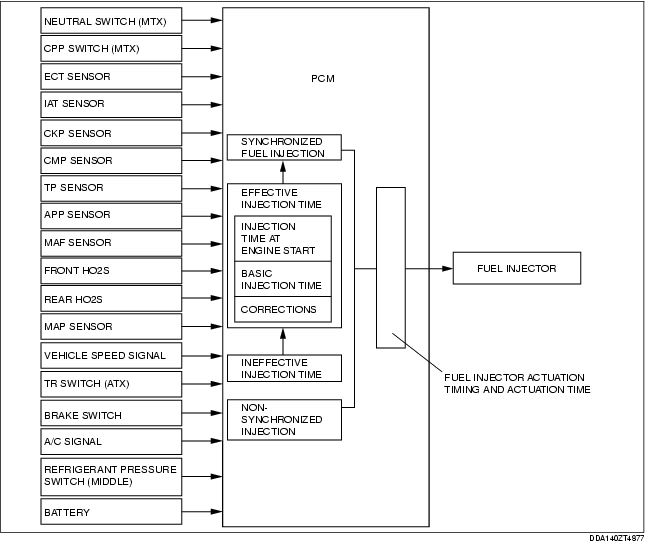 NEUTRAL SWITCH (MTX)
CPP SWITCH (MTX)
ECT SENSOR
IAT SENSOR
CKP SENSOR
CMP SENSOR
TP SENSOR
APP SENSOR
MAF SENSOR
FRONT HO2S
REAR HO2S
MAP SENSOR
VEHICLE SPEED SIGNAL
TR SWITCH (ATX)
BRAKE SWITCH
A/C SIGNAL
REFRIGERANT PRESSURE
SWITCH (MIDDLE)
BATTERY
PCM
SYNCHRONIZED
FUEL INJECTION
EFFECTIVE
INJECTION TIME
INJECTION
TIME AT
ENGINE START
BASIC
INJECTION TIME
CORRECTIONS
INEFFECTIVE
INJECTION TIME
NON-
SYNCHRONIZED
INJECTION
FUEL INJECTOR
FUEL INJECTOR ACTUATION
TIMING AND ACTUATION TIME
DDA140ZT4877